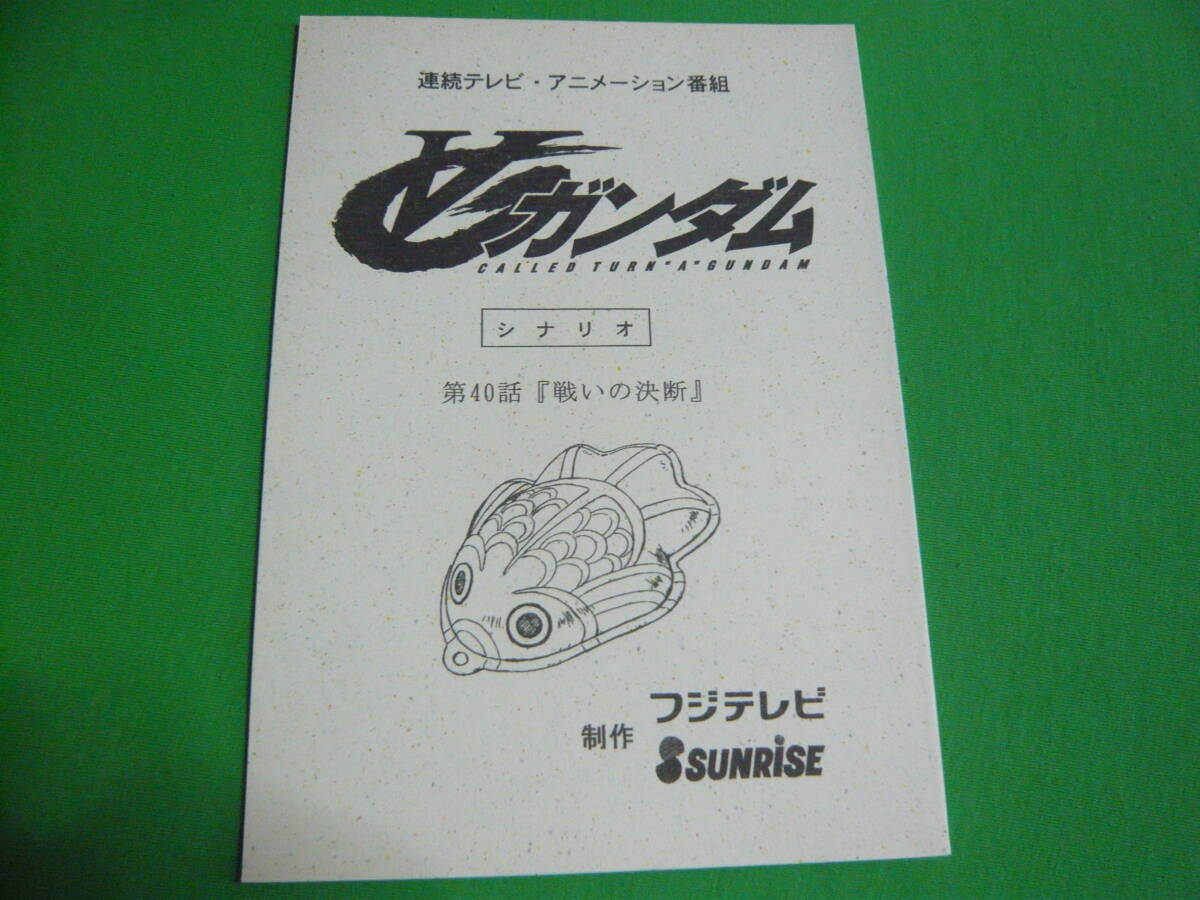 連続テレビ・アニメーション番組
∀ガンダム
CALLED TURN "A" GUNDAM
シナリオ
第40話『戦いの決断』
フジテレビ
制作
SUNRISE